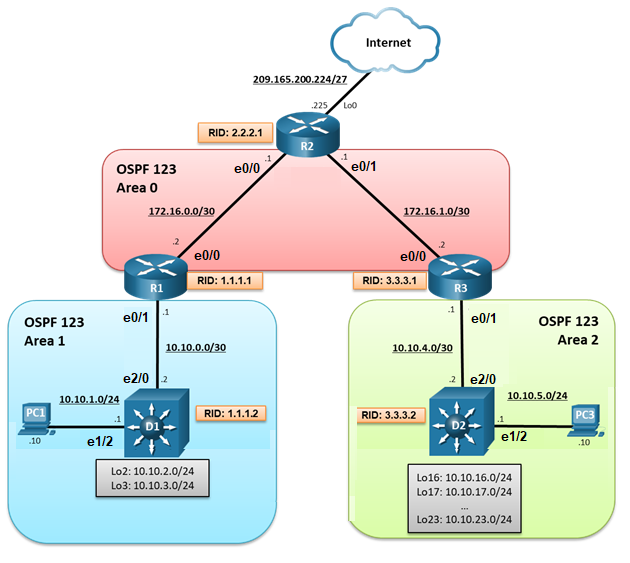 Internet
209.165.200.224/27
.225 Lo0
RID: 2.2.2.1
R2
OSPF 123
Area 0
e0/0 .1
.1 e0/1
172.16.0.0/30
172.16.1.0/30
.2
.2
e0/0
e0/0
R1
RID: 1.1.1.1
RID: 3.3.3.1
R3
OSPF 123
Area 1
e0/1 .1
10.10.0.0/30
e2/0 .2
10.10.1.0/24
PC1
.10
.1
e1/2
D1
RID: 1.1.1.2
Lo2: 10.10.2.0/24
Lo3: 10.10.3.0/24
OSPF 123
Area 2
.1 e0/1
10.10.4.0/30
.2 e2/0
RID: 3.3.3.2
D2
10.10.5.0/24
.1
e1/2
PC3
.10
Lo16: 10.10.16.0/24
Lo17: 10.10.17.0/24
...
Lo23: 10.10.23.0/24